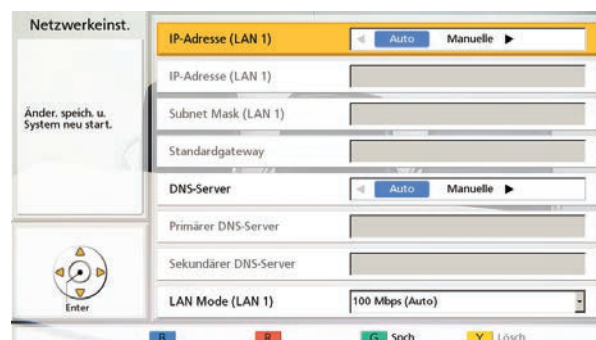 Netzwerkeinst.
Änder. speich. u.
System neu start.
Enter
IP-Adresse (LAN 1)
Auto Manuelle
IP-Adresse (LAN 1)
Subnet Mask (LAN 1)
Standardgateway
DNS-Server
Auto Manuelle
Primärer DNS-Server
Sekundärer DNS-Server
LAN Mode (LAN 1)
100 Mbps (Auto)
B R G Spch Y Lösch